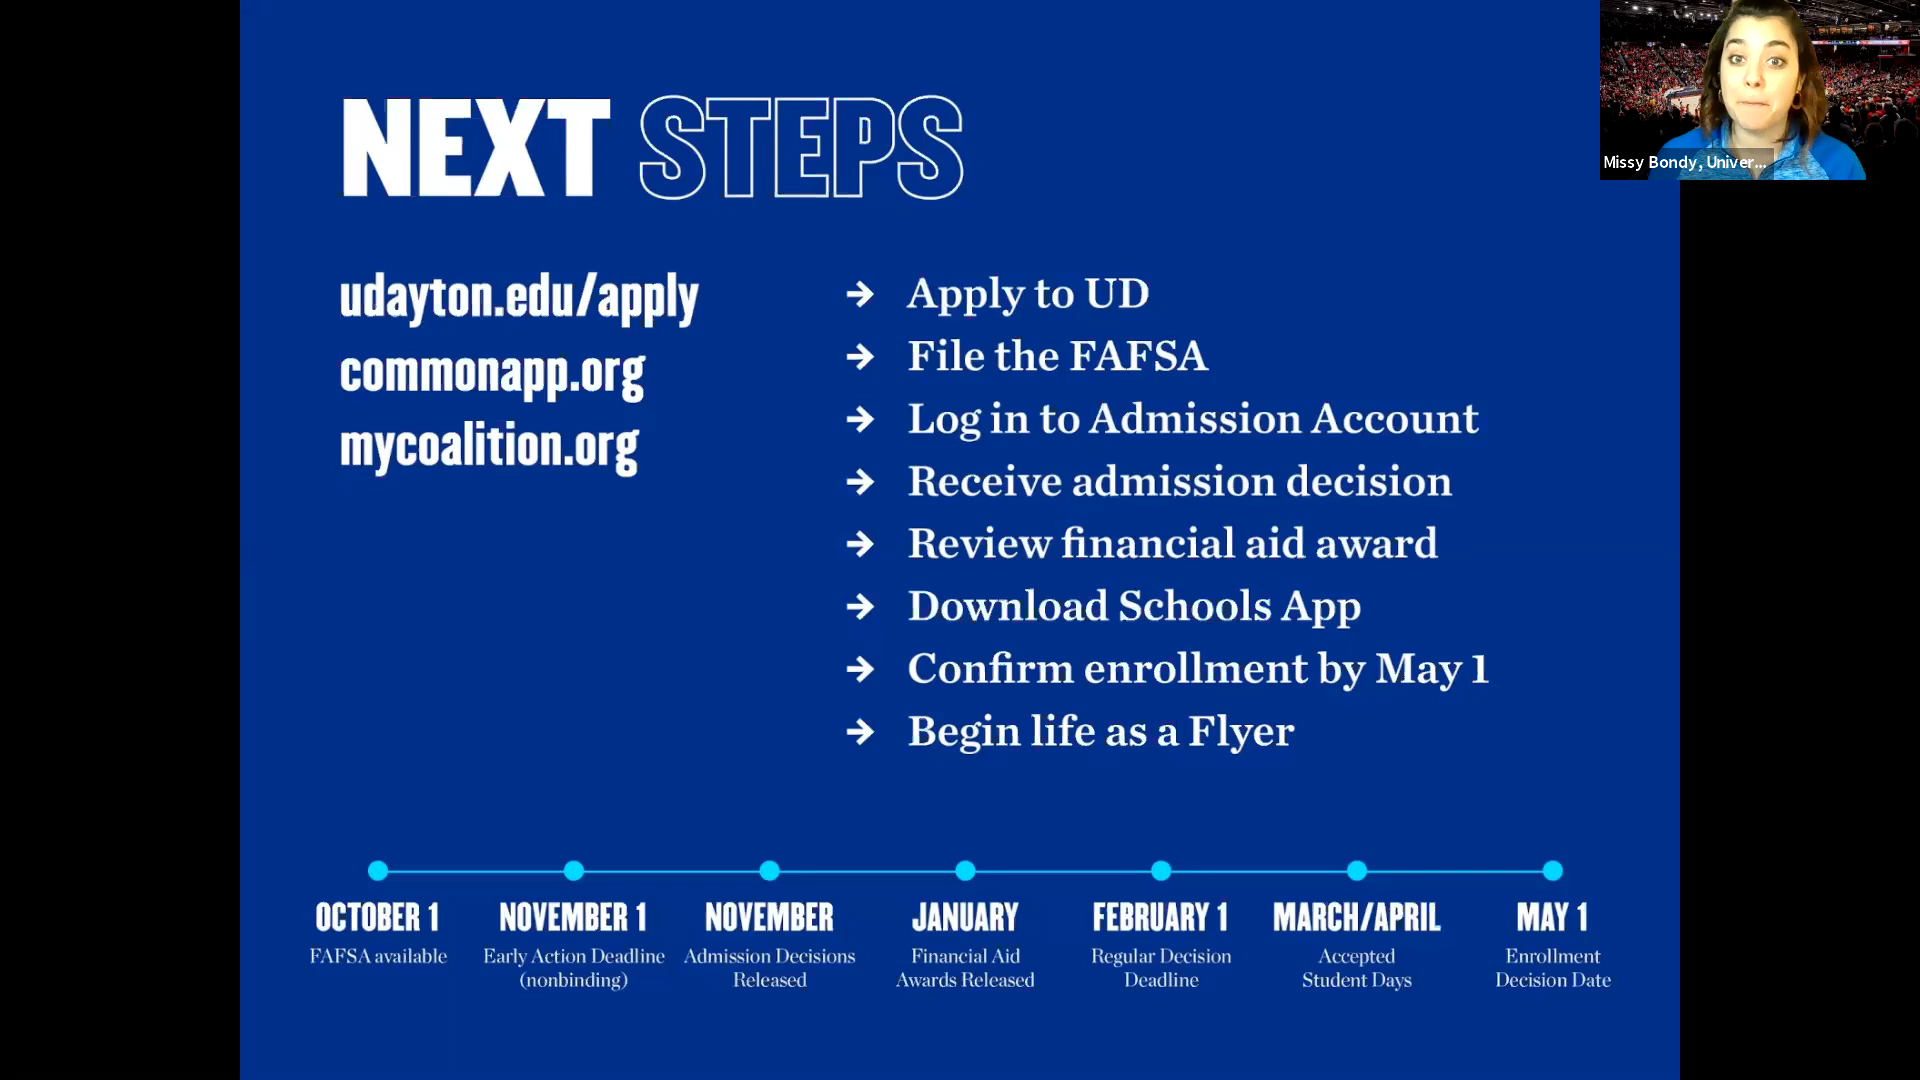 NEXT STEPS
udayton.edu/apply
commonapp.org
mycoalition.org
→ Apply to UD
→ File the FAFSA
→ Log in to Admission Account
→ Receive admission decision
→ Review financial aid award
→ Download Schools App
→ Confirm enrollment by May 1
→ Begin life as a Flyer
OCTOBER 1
FAFSA available
NOVEMBER 1
Early Action Deadline
(nonbinding)
NOVEMBER
Admission Decisions
Released
JANUARY
Financial Aid
Awards Released
FEBRUARY 1
Regular Decision
Deadline
MARCH/APRIL
Accepted
Student Days
MAY 1
Enrollment
Decision Date
Missy Bondy, Univer...